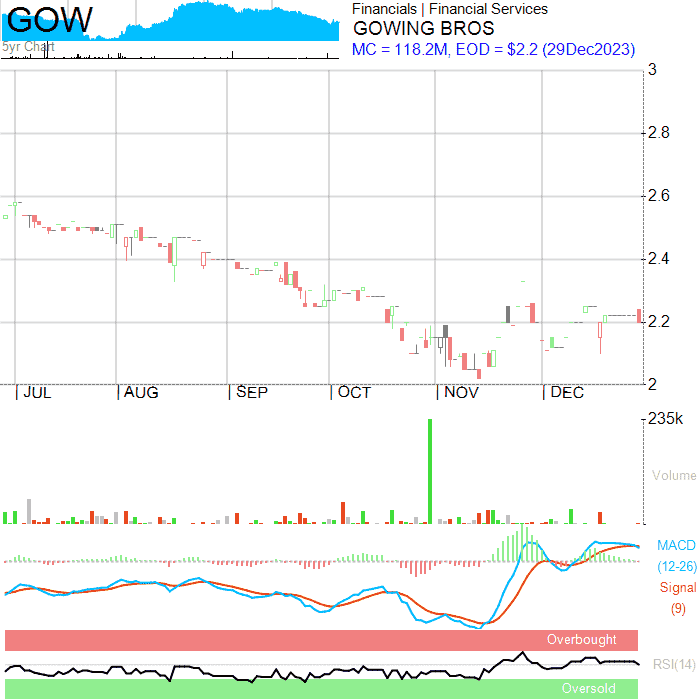 GOW
5yr Chart
Financials | Financial Services
GOWING BROS
MC = 118.2M, EOD = $2.2 (29Dec2023)
3
2.8
2.6
2.4
2.2
2
JUL AUG SEP OCT NOV DEC
235k
Volume
MACD
(12-26)
Signal
(9)
Overbought
RSI(14)
Oversold